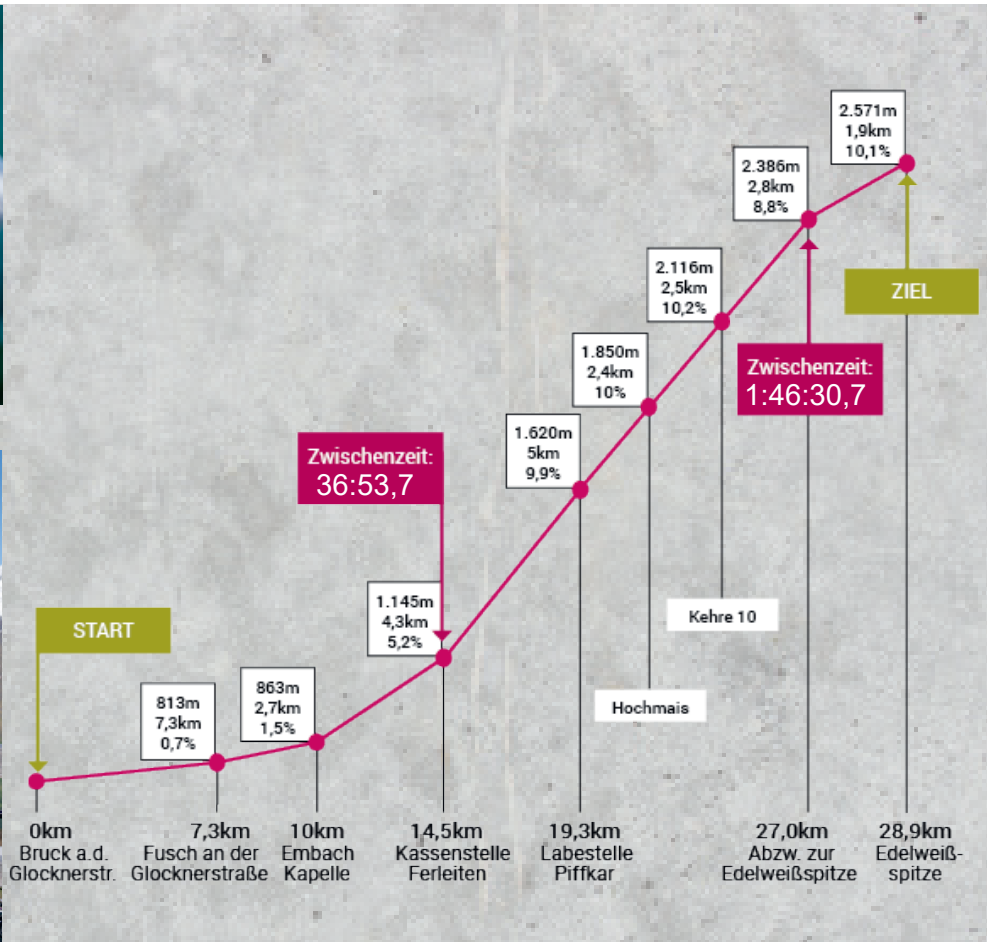 2.571m
1,9km
10,1%
2.386m
2,8km
8,8%
2.116m
2,5km
10,2%
ZIEL
1.850m
2,4km
10%
Zwischenzeit:
1:46:30,7
1.620m
5km
9,9%
Zwischenzeit:
36:53,7
1.145m
4,3km
5,2%
START
Kehre 10
863m
2,7km
1,5%
813m
7,3km
0,7%
Hochmais
0km
Bruck a.d.
Glocknerstr.
7,3km
Fusch an der
Glocknerstraße
10km
Embach
Kapelle
14,5km
Kassenstelle
Ferleiten
19,3km
Labestelle
Piffkar
27,0km
Abzw. zur
Edelweißspitze
28,9km
Edelweiß-
spitze